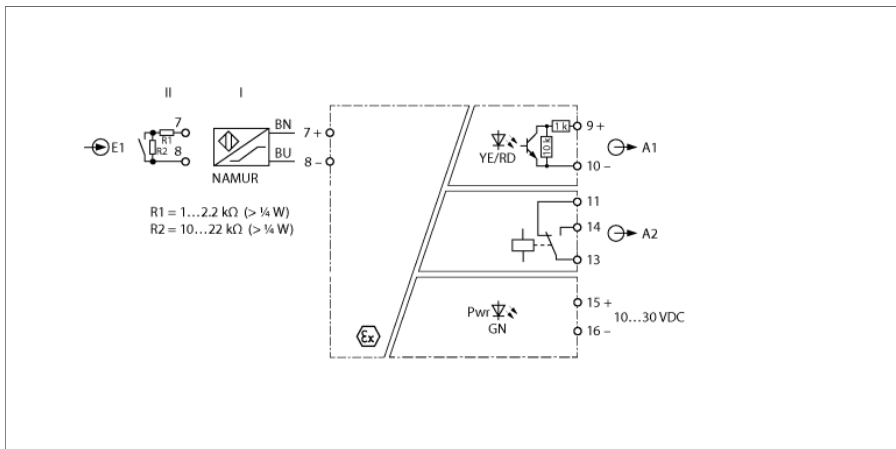 II
I
E1
7
8
R1
R2
NAMUR
BN
BU
7 +
8 –
R1 = 1…2.2 kΩ (> ¼ W)
R2 = 10…22 kΩ (> ¼ W)
Ex
YE/RD
1 k
10 k
9 +
10 –
A1
11
14
13
A2
Pwr
GN
15 +
16 –
10…30 VDC